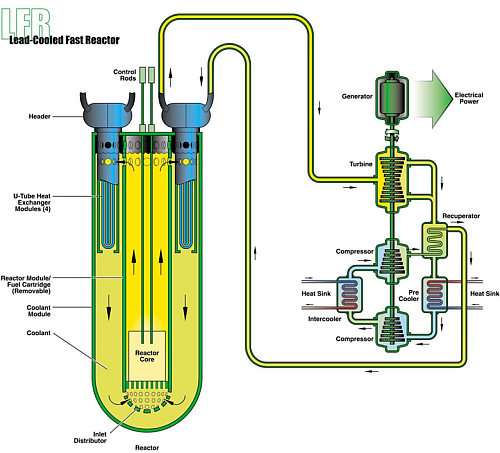 LFR
Lead-Cooled Fast Reactor
Control
Rods
Header
U-Tube Heat
Exchanger
Modules (4)
Reactor Module/
Fuel Cartridge
(Removable)
Coolant
Module
Coolant
Reactor
Core
Inlet
Distributor
Reactor
Generator
Electrical
Power
Turbine
Recuperator
Compressor
Heat Sink
Intercooler
Pre
Cooler
Heat Sink
Compressor